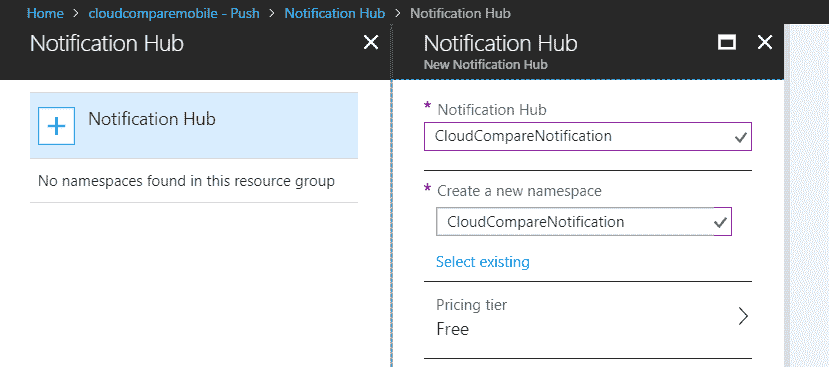 Home > cloudcomparemobile - Push > Notification Hub > Notification Hub
Notification Hub
Notification Hub
No namespaces found in this resource group
Notification Hub
New Notification Hub
* Notification Hub
CloudCompareNotification
* Create a new namespace
CloudCompareNotification
Select existing
Pricing tier
Free